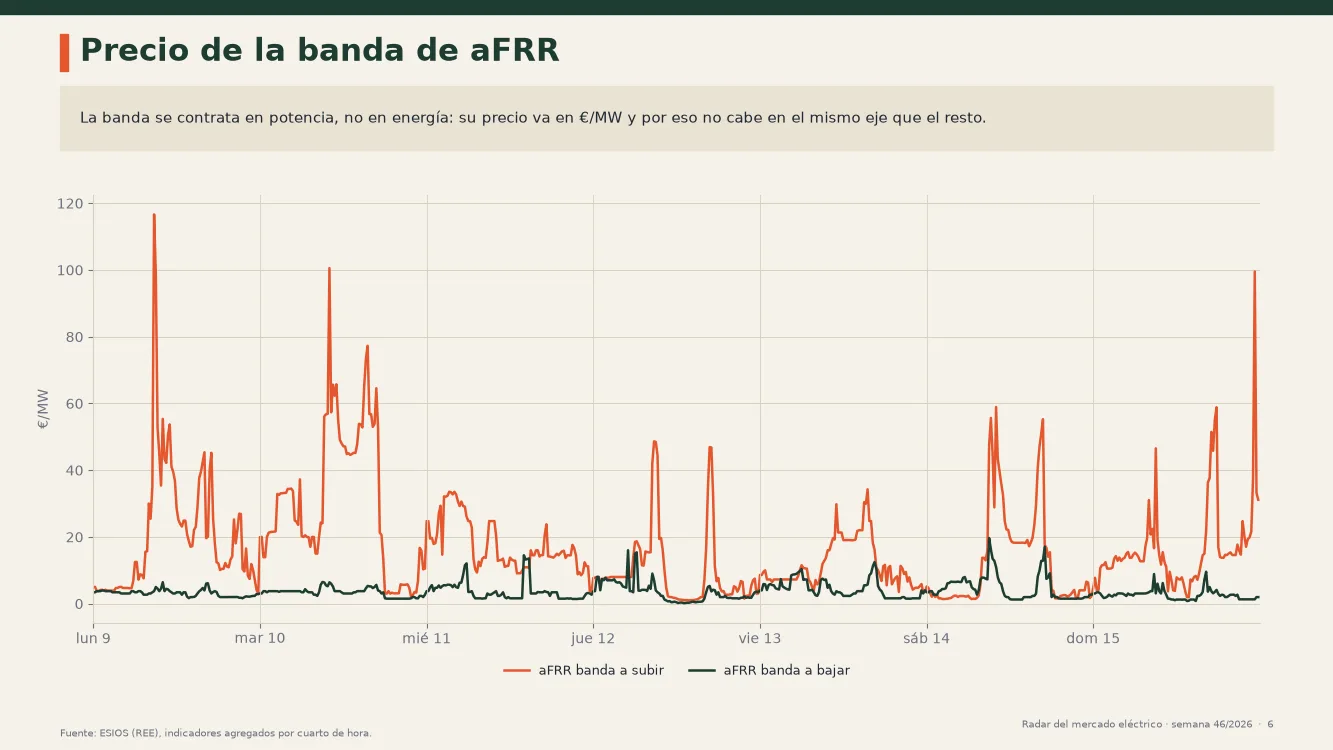 Precio de la banda de aFRR
La banda se contrata en potencia, no en energía: su precio va en €/MW y por eso no cabe en el mismo eje que el resto.
120
100
80
60
40
20
0
€/MW
lun 9
mar 10
mié 11
jue 12
vie 13
sáb 14
dom 15
aFRR banda a subir
aFRR banda a bajar
Radar del mercado eléctrico · semana 46/2026 · 6
Fuente: ESIOS (REE), indicadores agregados por cuarto de hora.